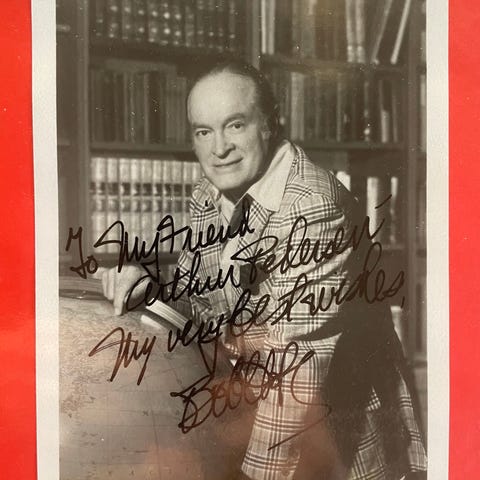 To My Friend
Arthur Pedersen
My very Best wishes,
Bob Hope